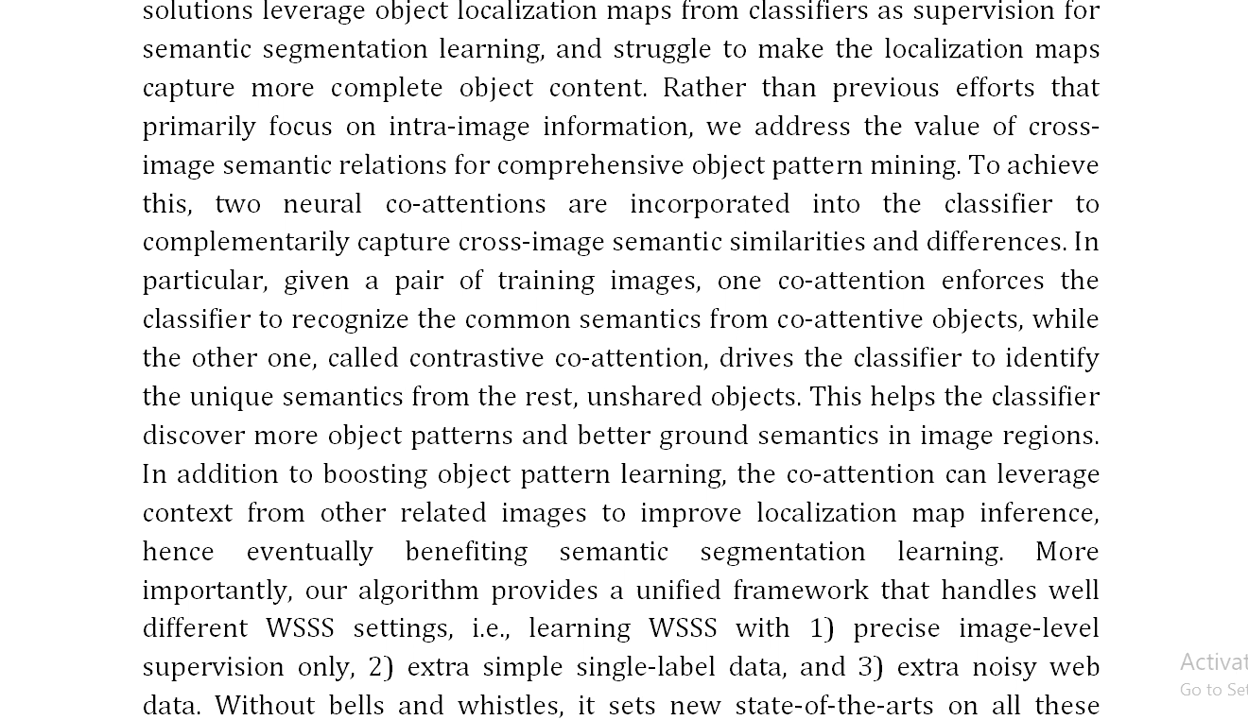 solutions leverage object localization maps from classifiers as supervision for
semantic segmentation learning, and struggle to make the localization maps
capture more complete object content. Rather than previous efforts that
primarily focus on intra-image information, we address the value of cross-
image semantic relations for comprehensive object pattern mining. To achieve
this, two neural co-attentions are incorporated into the classifier to
complementarily capture cross-image semantic similarities and differences. In
particular, given a pair of training images, one co-attention enforces the
classifier to recognize the common semantics from co-attentive objects, while
the other one, called contrastive co-attention, drives the classifier to identify
the unique semantics from the rest, unshared objects. This helps the classifier
discover more object patterns and better ground semantics in image regions.
In addition to boosting object pattern learning, the co-attention can leverage
context from other related images to improve localization map inference,
hence eventually benefiting semantic segmentation learning. More
importantly, our algorithm provides a unified framework that handles well
different WSSS settings, i.e., learning WSSS with 1) precise image-level
supervision only, 2) extra simple single-label data, and 3) extra noisy web
data. Without bells and whistles, it sets new state-of-the-arts on all these
Activat
Go to Set